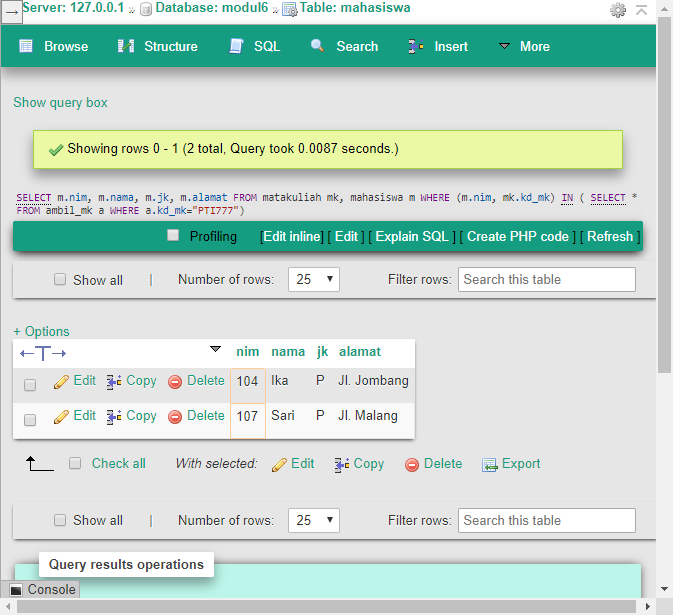 Server: 127.0.0.1 » Database: modul6 » Table: mahasiswa
Browse Structure SQL Search Insert More
Show query box
Showing rows 0 - 1 (2 total, Query took 0.0087 seconds.)
SELECT m.nim, m.nama, m.jk, m.alamat FROM matakuliah mk, mahasiswa m WHERE (m.nim, mk.kd_mk) IN ( SELECT *
FROM ambil_mk a WHERE a.kd_mk="PTI777")
Profiling [Edit inline] [ Edit ] [ Explain SQL ] [ Create PHP code ] [ Refresh ]
Show all | Number of rows: 25 Filter rows: Search this table
+ Options
←T→ nim nama jk alamat
Edit Copy Delete 104 Ika P Jl. Jombang
Edit Copy Delete 107 Sari P Jl. Malang
Check all With selected: Edit Copy Delete Export
Show all | Number of rows: 25 Filter rows: Search this table
Query results operations
Console